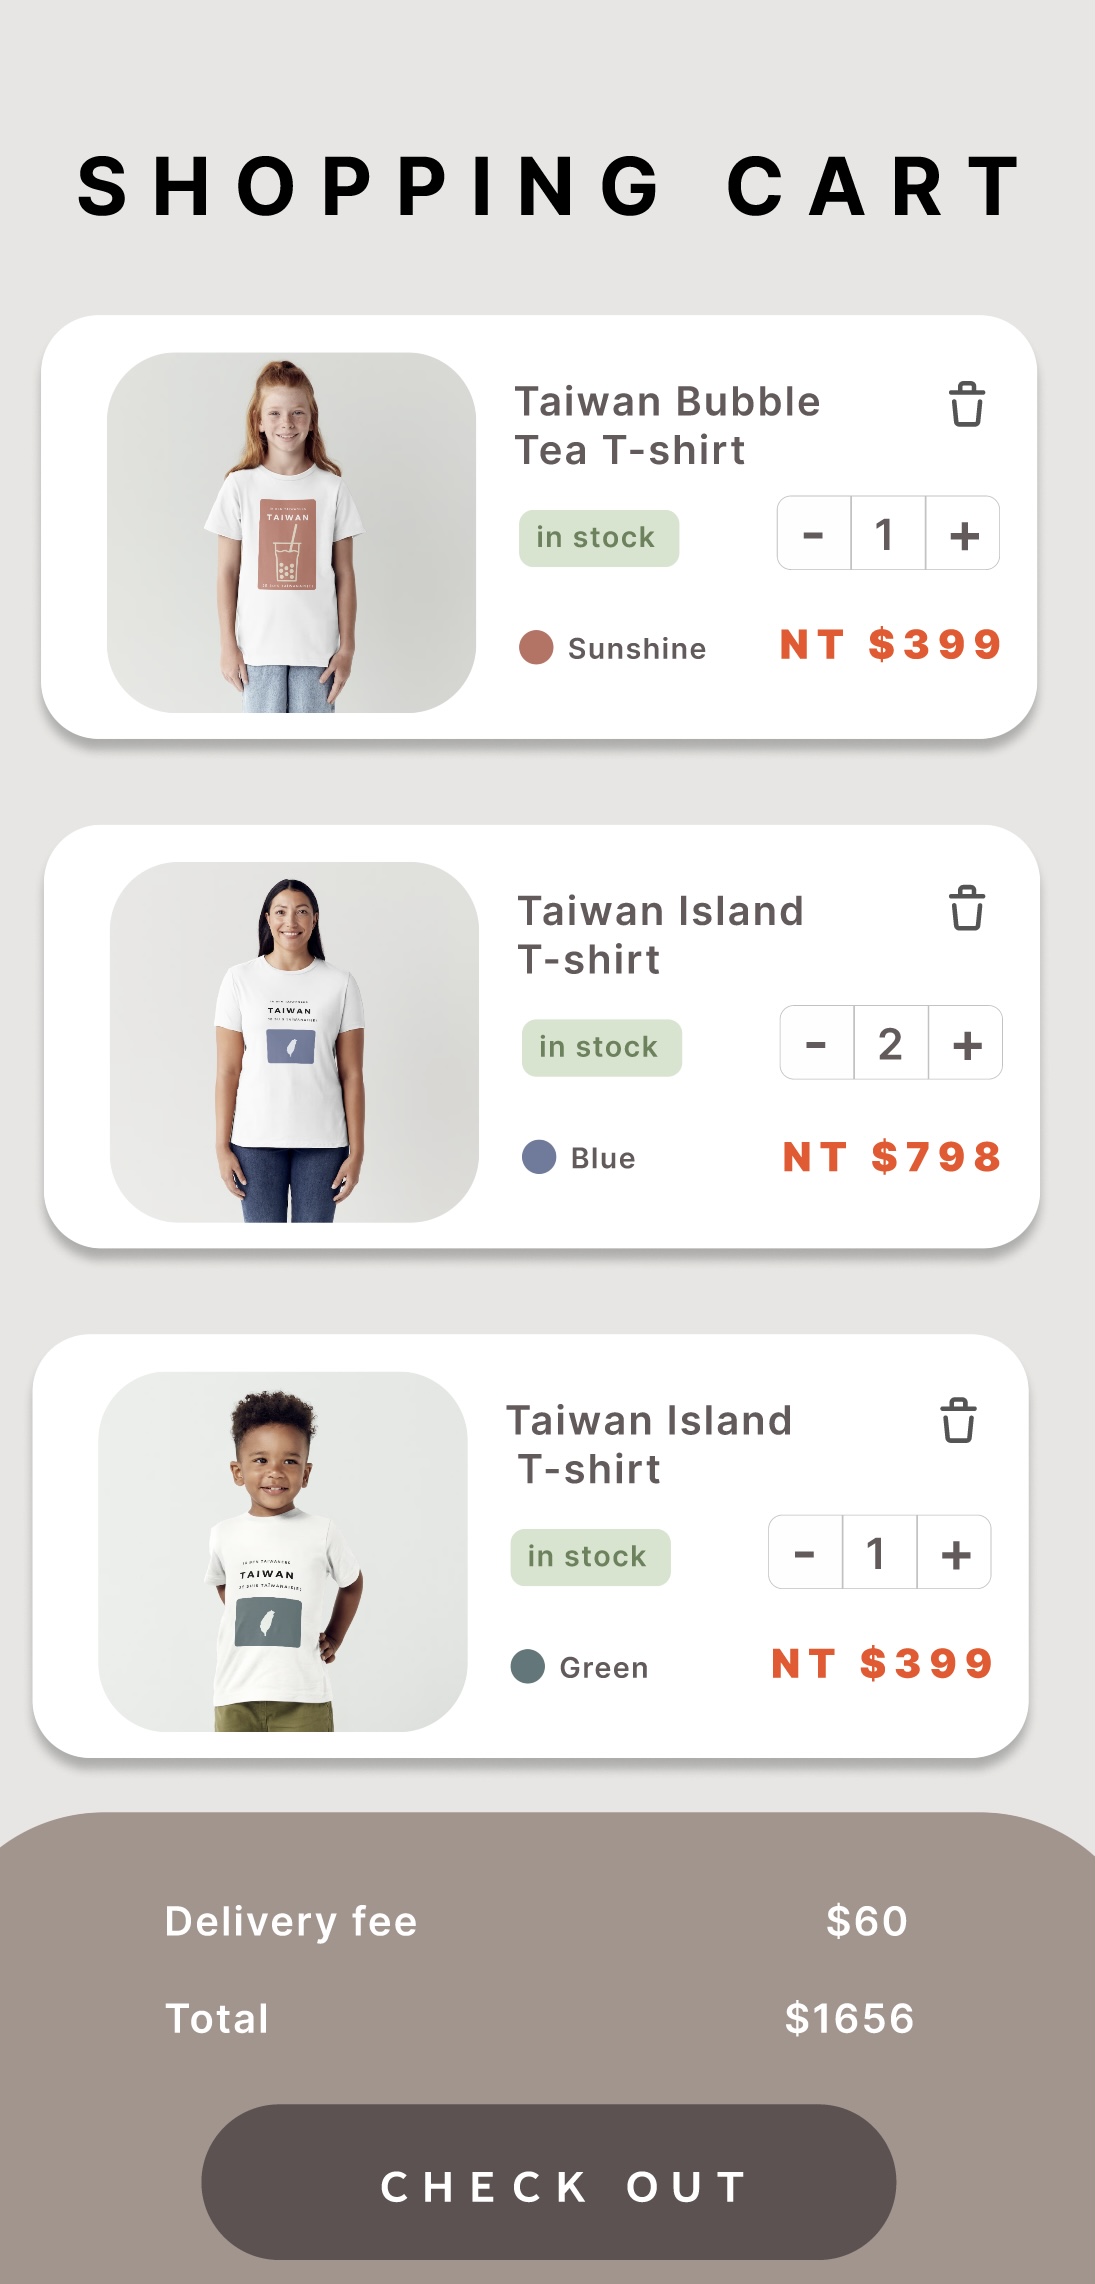 SHOPPING CART
TAIWAN
Taiwan Bubble
Tea T-shirt
in stock
- 1 +
Sunshine
NT $399
TAIWAN
Taiwan Island
T-shirt
in stock
- 2 +
Blue
NT $798
TAIWAN
Taiwan Island
T-shirt
in stock
- 1 +
Green
NT $399
Delivery fee
$60
Total
$1656
CHECK OUT